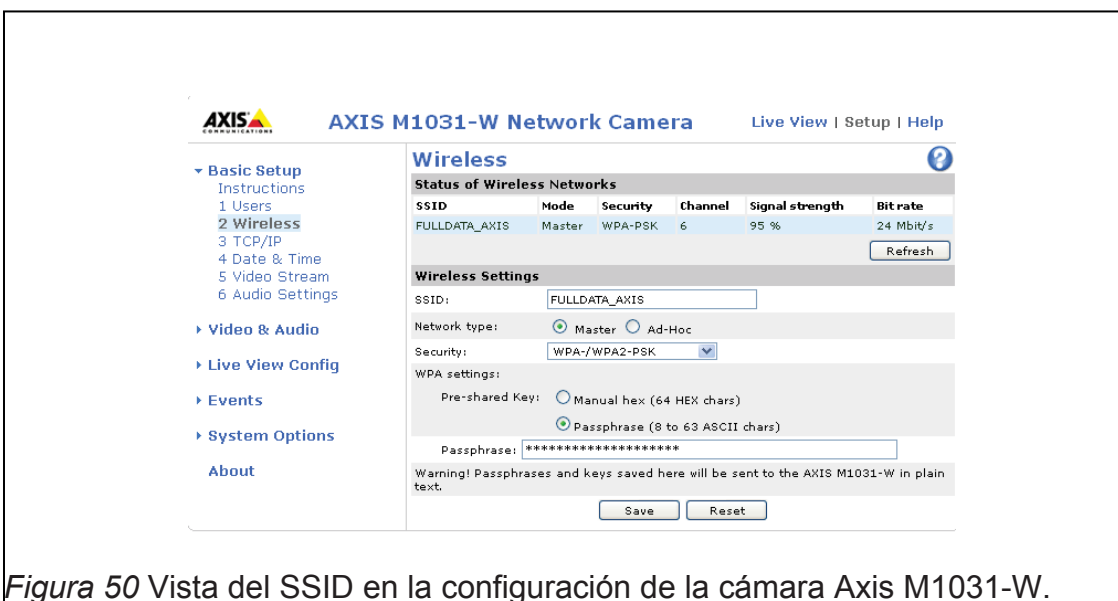 AXIS COMMUNICATIONS
AXIS M1031-W Network Camera
Live View | Setup | Help
Basic Setup
Instructions
1 Users
2 Wireless
3 TCP/IP
4 Date & Time
5 Video Stream
6 Audio Settings
Video & Audio
Live View Config
Events
System Options
About
Wireless
?
Status of Wireless Networks
SSID Mode Security Channel Signal strength Bit rate
FULLDATA_AXIS Master WPA-PSK 6 95 % 24 Mbit/s
Refresh
Wireless Settings
SSID: FULLDATA_AXIS
Network type: Master Ad-Hoc
Security: WPA-/WPA2-PSK
WPA settings:
Pre-shared Key: Manual hex (64 HEX chars)
Passphrase (8 to 63 ASCII chars)
Passphrase: ********************
Warning! Passphrases and keys saved here will be sent to the AXIS M1031-W in plain
text.
Save Reset
Figura 50 Vista del SSID en la configuración de la cámara Axis M1031-W.